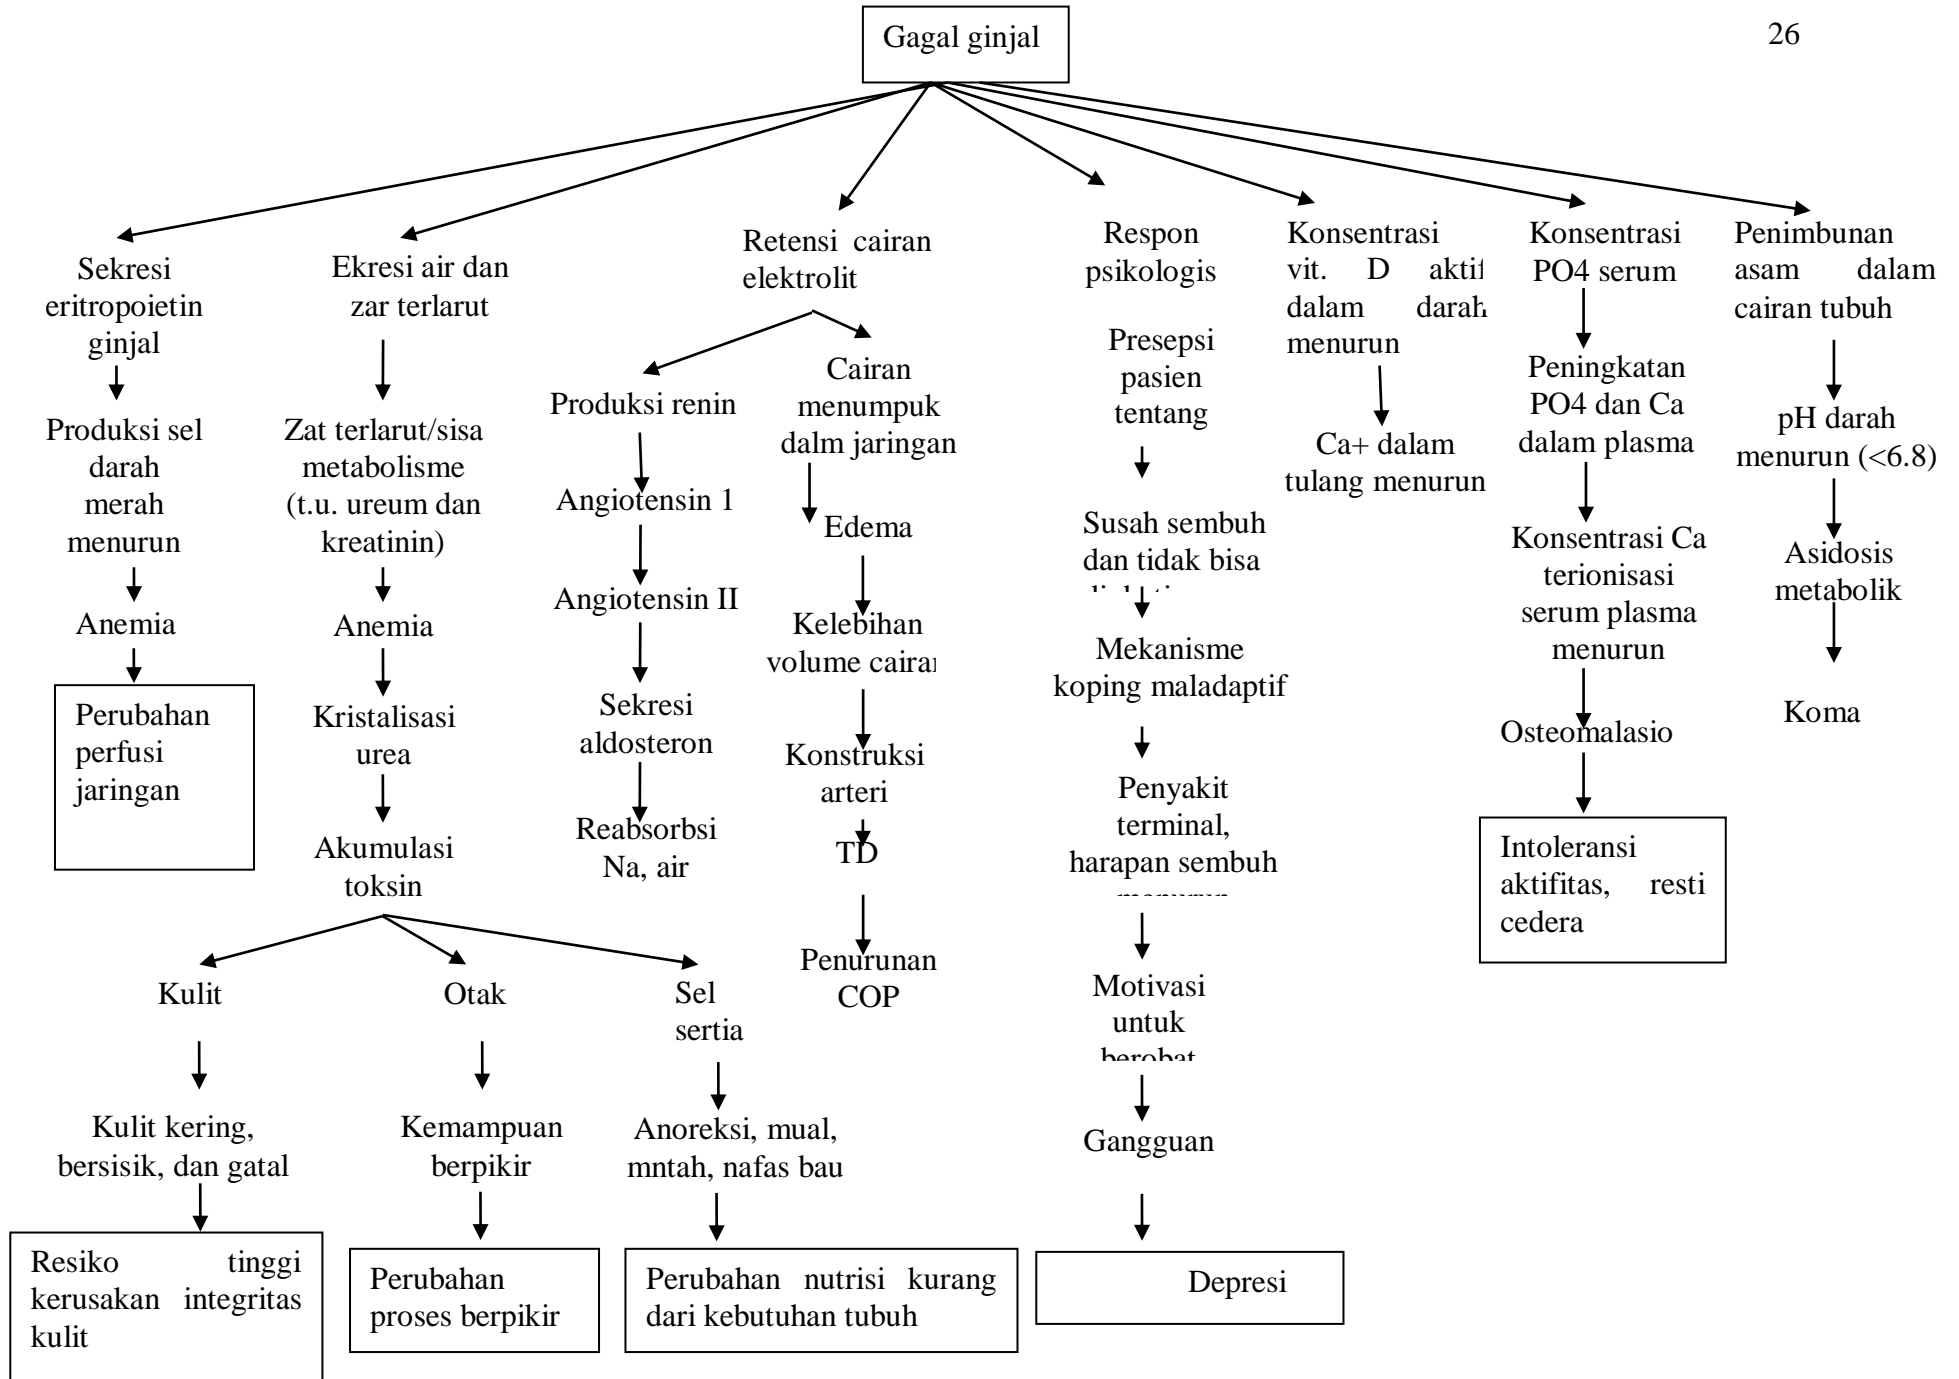 26
Gagal ginjal
Sekresi
eritropoietin
ginjal
Produksi sel
darah
merah
menurun
Anemia
Perubahan
perfusi
jaringan
Ekresi air dan
zar terlarut
Zat terlarut/sisa
metabolisme
(t.u. ureum dan
kreatinin)
Anemia
Kristalisasi
urea
Akumulasi
toksin
Kulit
Kulit kering,
bersisik, dan gatal
Resiko tinggi
kerusakan integritas
kulit
Otak
Kemampuan
berpikir
Perubahan
proses berpikir
Sel
sertia
Anoreksi, mual,
mntah, nafas bau
Perubahan nutrisi kurang
dari kebutuhan tubuh
Retensi cairan
elektrolit
Produksi renin
Angiotensin 1
Angiotensin II
Sekresi
aldosteron
Reabsorbsi
Na, air
Cairan
menumpuk
dalm jaringan
Edema
Kelebihan
volume cairan
Konstruksi
arteri
TD
Penurunan
COP
Respon
psikologis
Presepsi
pasien
tentang
Susah sembuh
dan tidak bisa
Mekanisme
koping maladaptif
Penyakit
terminal,
harapan sembuh
menurun
Motivasi
untuk
berobat
Gangguan
Depresi
Konsentrasi
vit. D aktif
dalam darah
menurun
Ca+ dalam
tulang menurun
Konsentrasi
PO4 serum
Peningkatan
PO4 dan Ca
dalam plasma
Konsentrasi Ca
terionisasi
serum plasma
menurun
Osteomalasio
Intoleransi
aktifitas, resti
cedera
Penimbunan
asam dalam
cairan tubuh
pH darah
menurun (<6.8)
Asidosis
metabolik
Koma